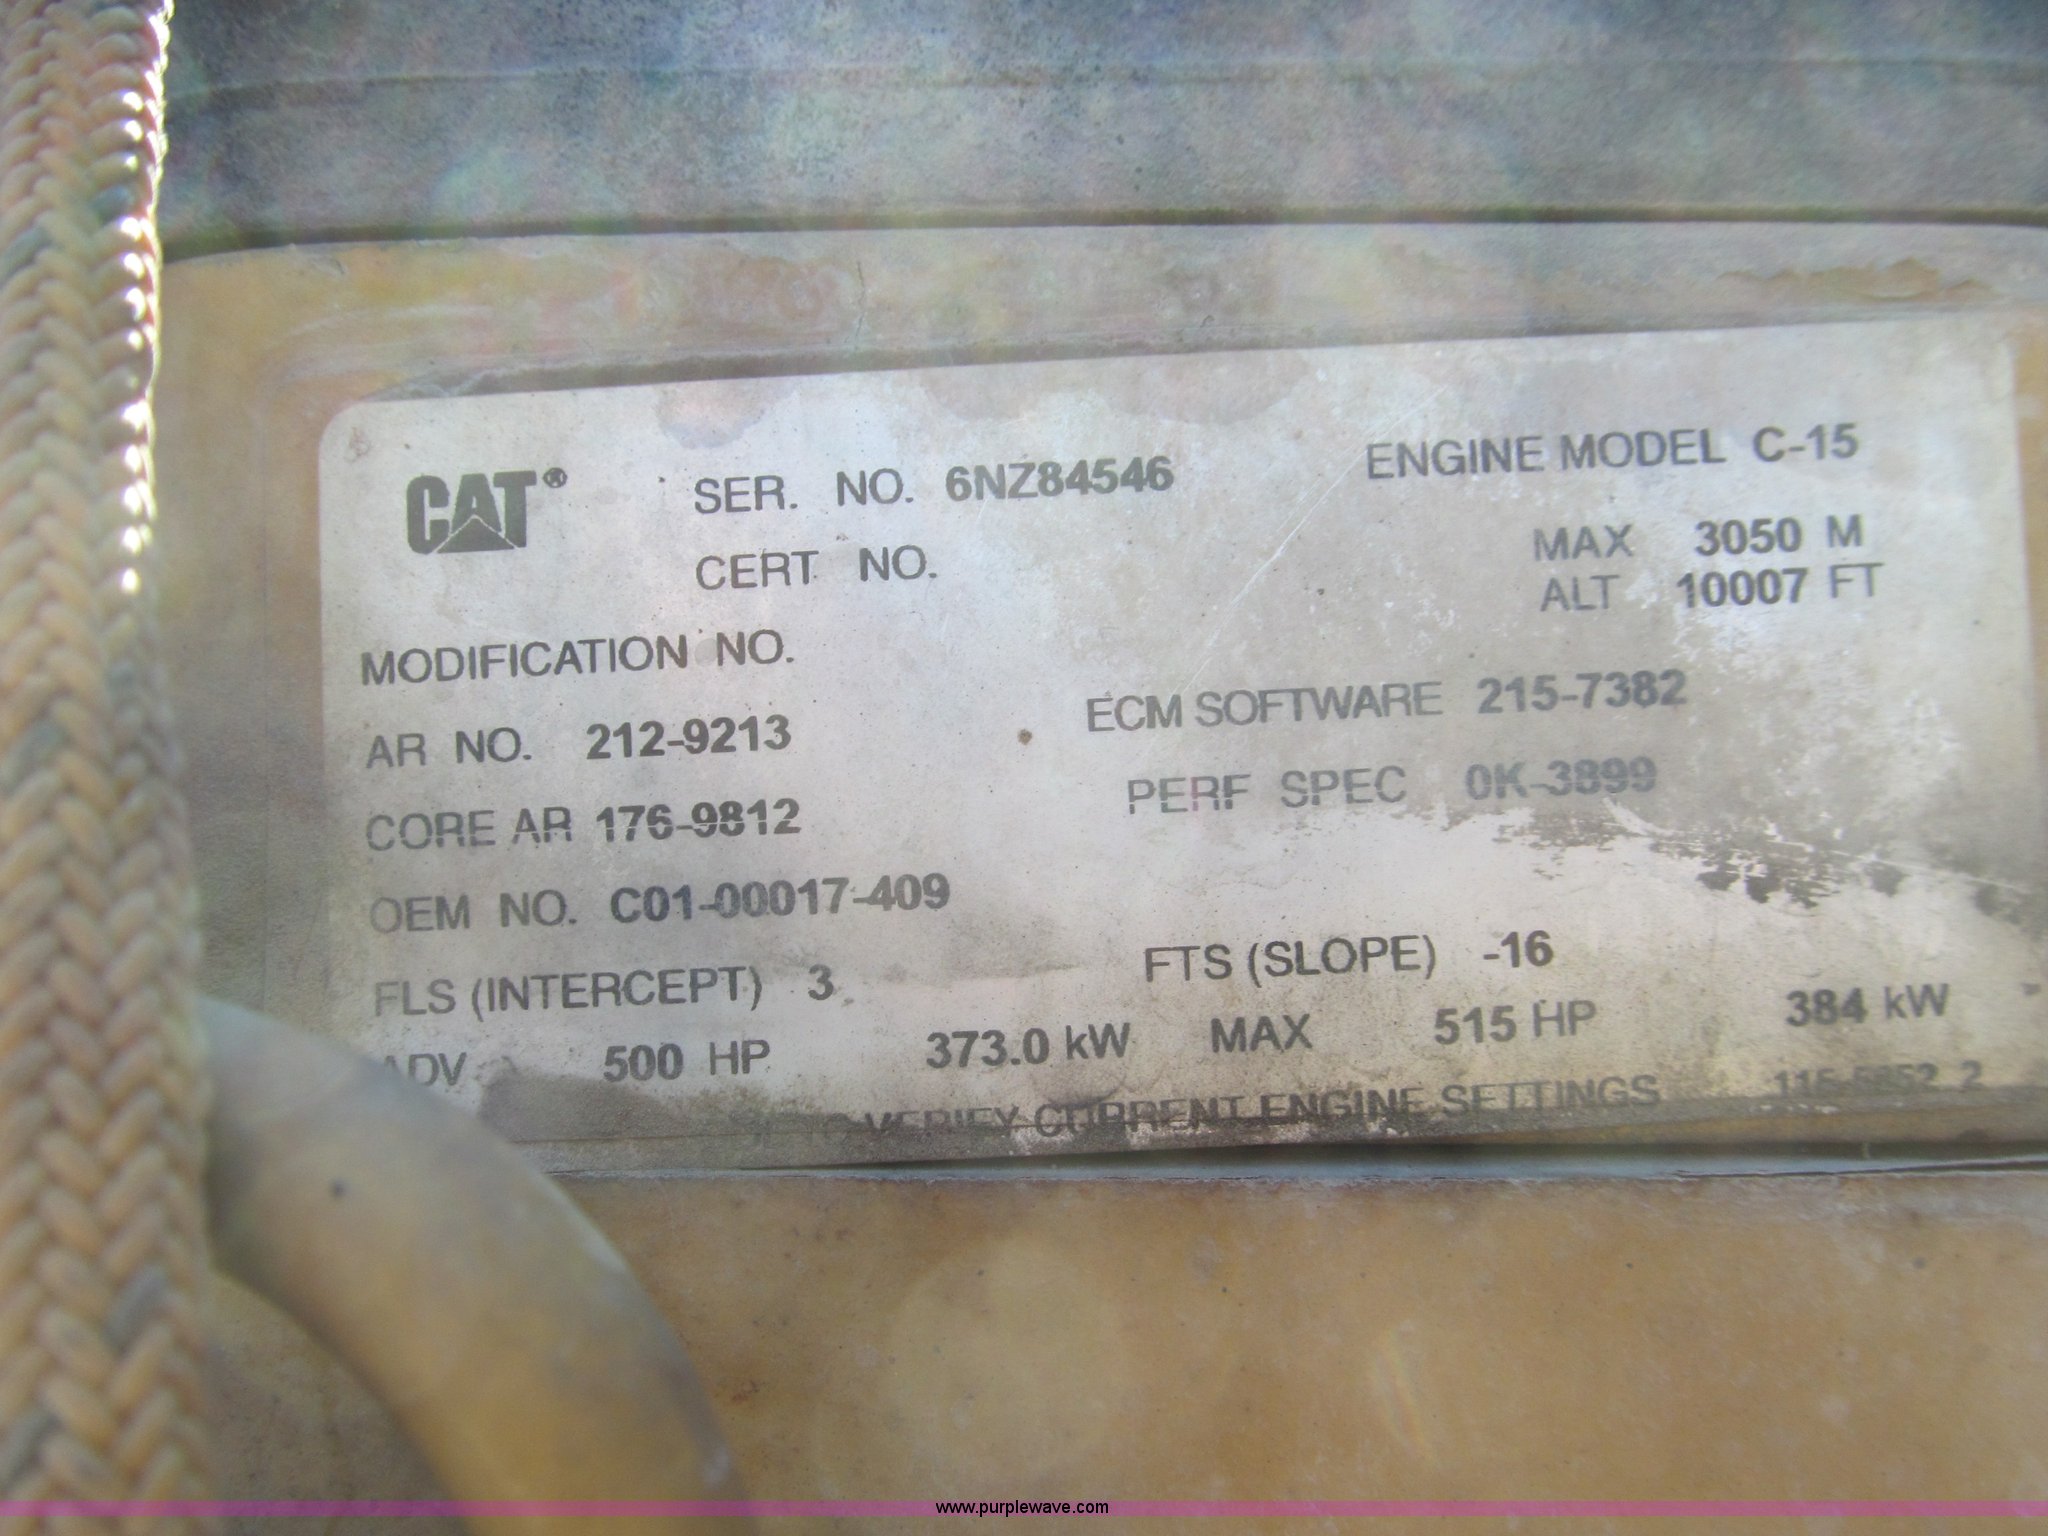 CAT® SER. NO. 6NZ84546 ENGINE MODEL C-15
CERT NO. MAX 3050 M
ALT 10007 FT
MODIFICATION NO.
AR NO. 212-9213 ECM SOFTWARE 215-7382
CORE AR 176-9812 PERF SPEC 0K-3899
OEM NO. C01-00017-409
FLS (INTERCEPT) 3 FTS (SLOPE) -16
ADV 500 HP 373.0 kW MAX 515 HP 384 kW
TO VERIFY CURRENT ENGINE SETTINGS
www.purplewave.com